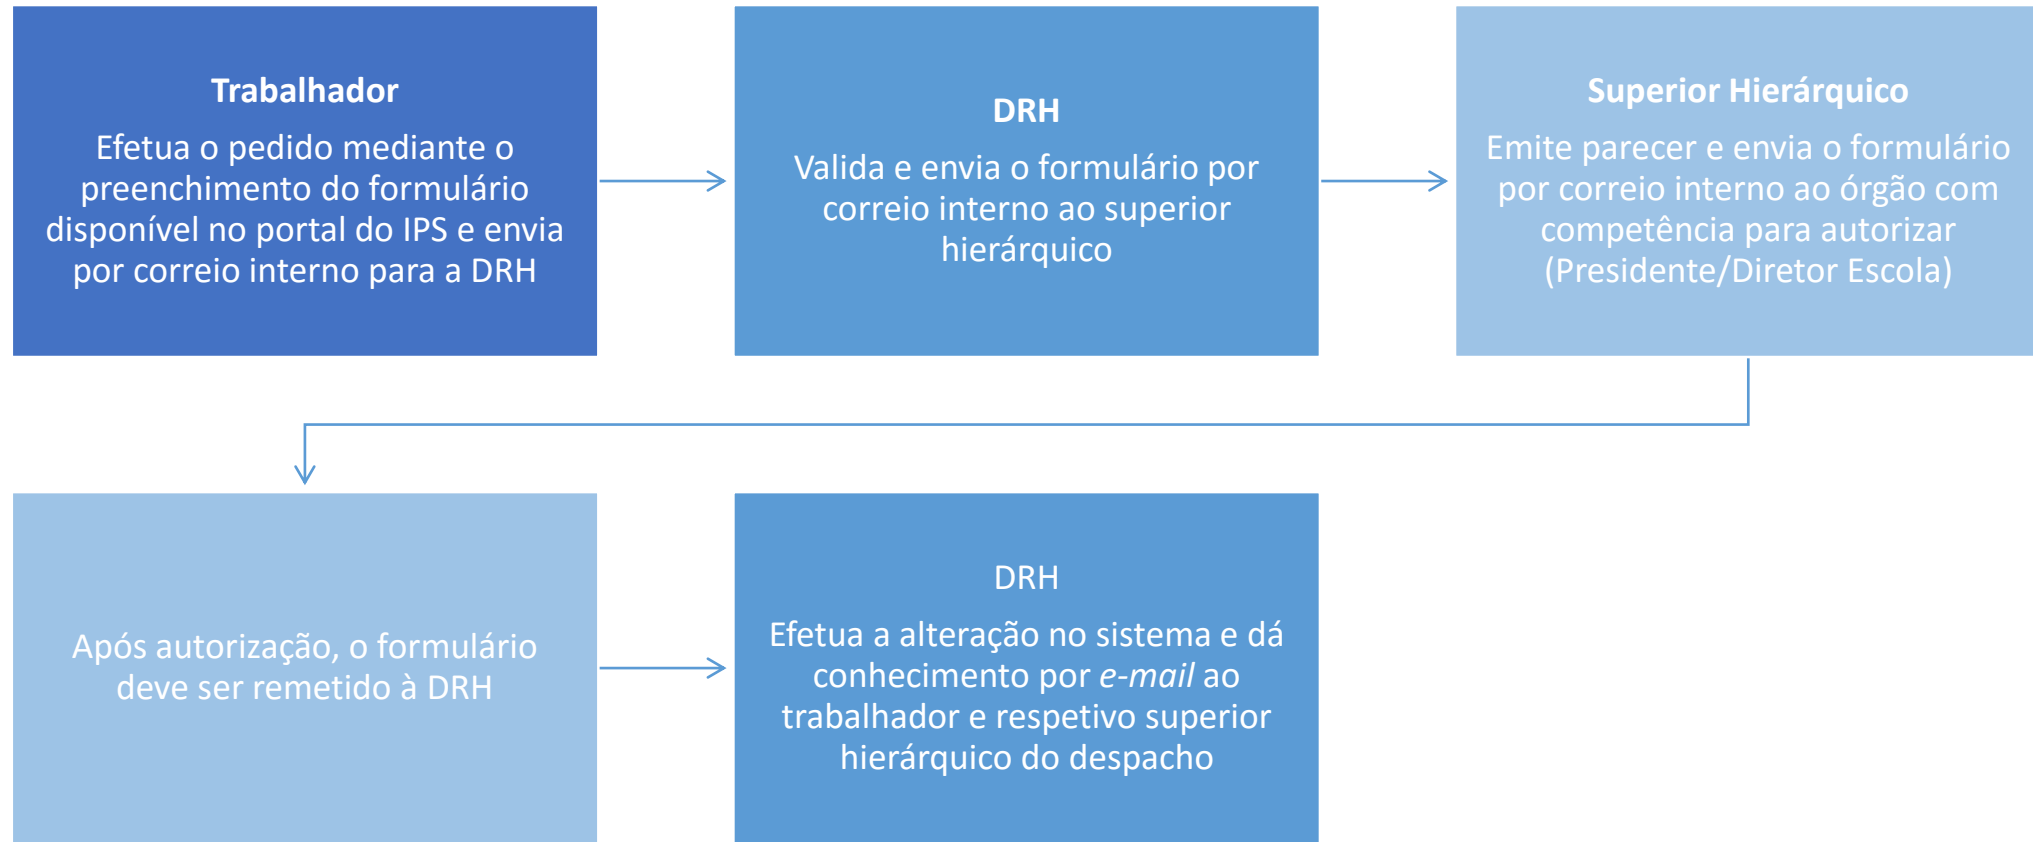 Trabalhador
Efetua o pedido mediante o
preenchimento do formulário
disponível no portal do IPS e envia
por correio interno para a DRH
DRH
Valida e envia o formulário por
correio interno ao superior
hierárquico
Superior Hierárquico
Emite parecer e envia o formulário
por correio interno ao órgão com
competência para autorizar
(Presidente/Diretor Escola)
Após autorização, o formulário
deve ser remetido à DRH
DRH
Efetua a alteração no sistema e dá
conhecimento por e-mail ao
trabalhador e respetivo superior
hierárquico do despacho